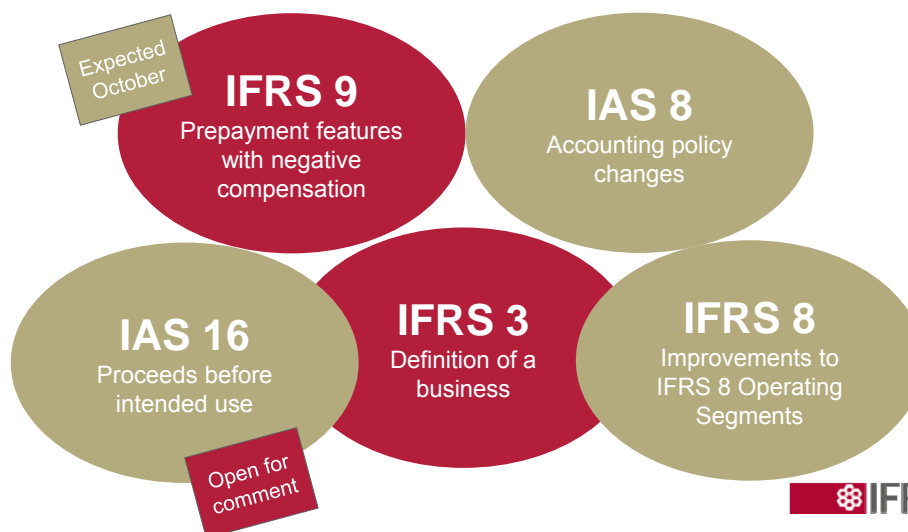 Expected
October
IFRS 9
Prepayment features
with negative
compensation
IAS 8
Accounting policy
changes
IAS 16
Proceeds before
intended use
IFRS 3
Definition of a
business
IFRS 8
Improvements to
IFRS 8 Operating
Segments
Open for
comment